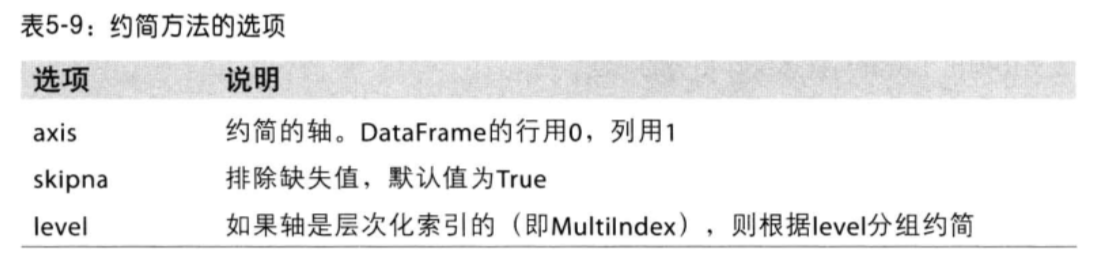 表5-9：约简方法的选项
选项 说明
axis 约简的轴。DataFrame的行用0，列用1
skipna 排除缺失值，默认值为True
level 如果轴是层次化索引的（即MultiIndex），则根据level分组约简